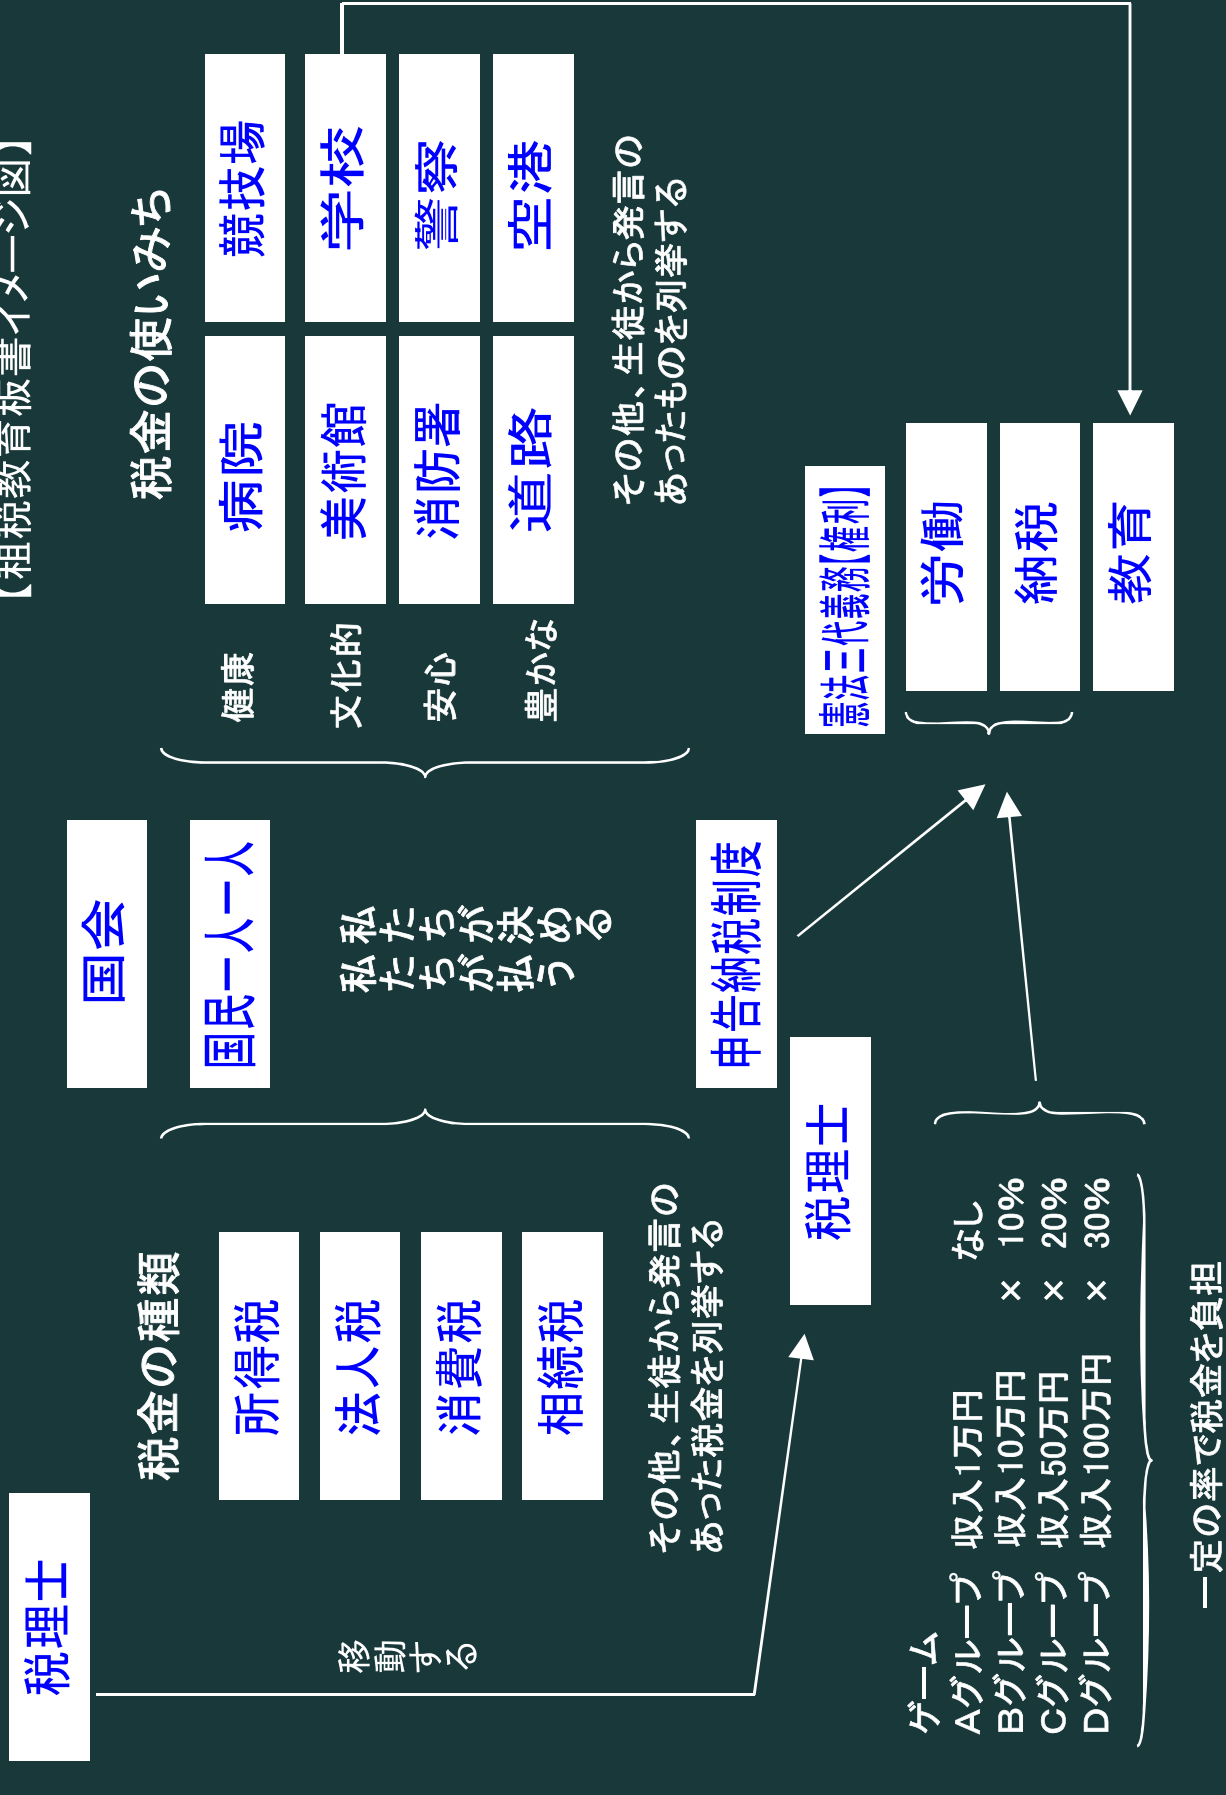 【租税教育板書イメージ図】
税理士
国会
税金の種類
国民一人一人
税金の使いみち
所得税
法人税
消費税
相続税
その他、生徒から発言の
あった税金を列挙する
私たちが決める
私たちが払う
健康
病院
競技場
文化的
美術館
学校
安心
消防署
警察
豊かな
道路
空港
その他、生徒から発言の
あったものを列挙する
移動する
申告納税制度
税理士
憲法三代義務【権利】
労働
納税
教育
ゲーム
Aグループ 収入1万円 なし
Bグループ 収入10万円 × 10%
Cグループ 収入50万円 × 20%
Dグループ 収入100万円 × 30%
一定の率で税金を負担